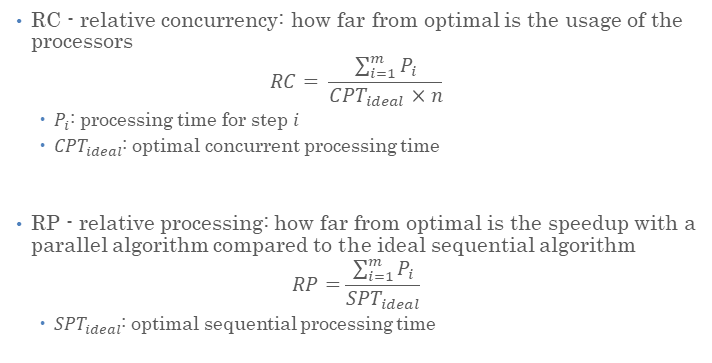 • RC - relative concurrency: how far from optimal is the usage of the
processors
RC = \frac{\sum_{i=1}^{m} P_i}{CPT_{ideal} × n}
• P_i: processing time for step i
• CPT_{ideal}: optimal concurrent processing time
• RP - relative processing: how far from optimal is the speedup with a
parallel algorithm compared to the ideal sequential algorithm
RP = \frac{\sum_{i=1}^{m} P_i}{SPT_{ideal}}
• SPT_{ideal}: optimal sequential processing time